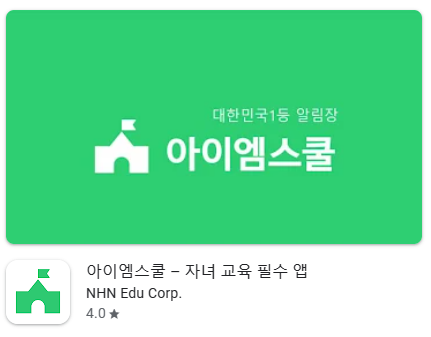 대한민국1등 알림장
아이엠스쿨
아이엠스쿨 – 자녀 교육 필수 앱
NHN Edu Corp.
4.0 ★